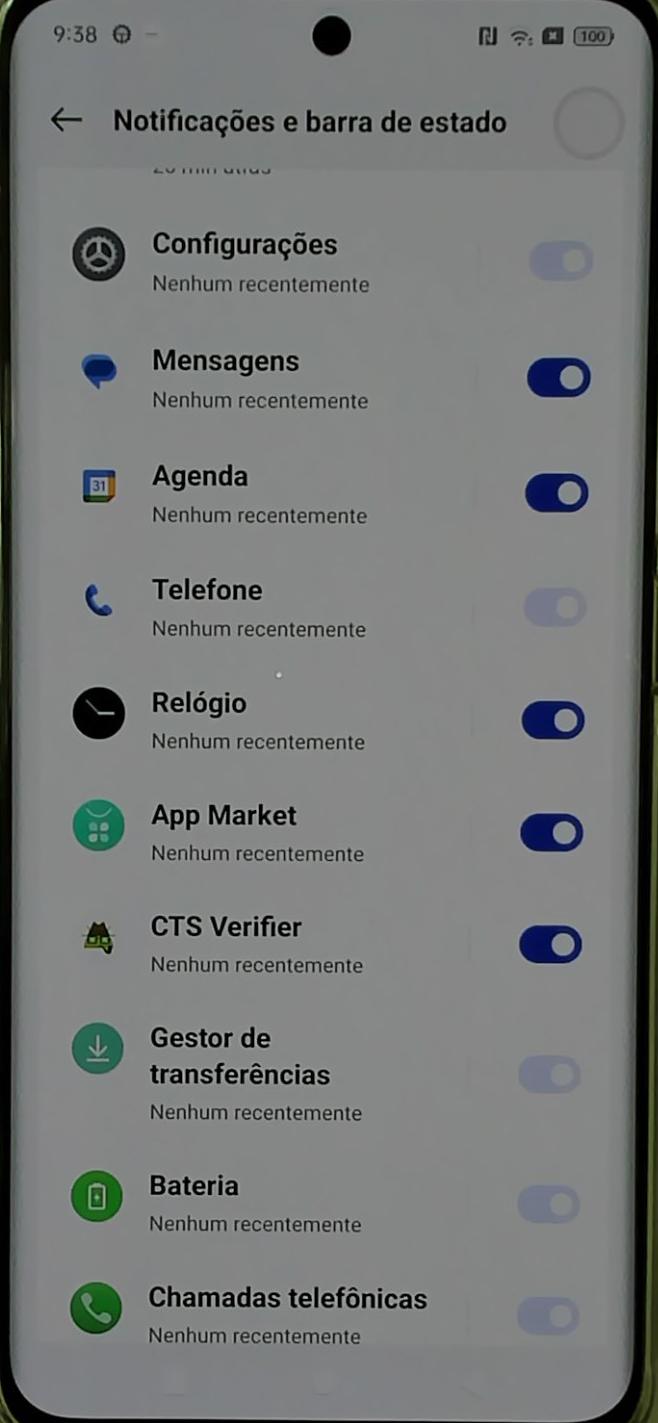 9:38
100
Notificações e barra de estado
Configurações
Nenhum recentemente
Mensagens
Nenhum recentemente
31
Agenda
Nenhum recentemente
Telefone
Nenhum recentemente
Relógio
Nenhum recentemente
App Market
Nenhum recentemente
CTS Verifier
Nenhum recentemente
Gestor de
transferências
Nenhum recentemente
Bateria
Nenhum recentemente
Chamadas telefônicas
Nenhum recentemente